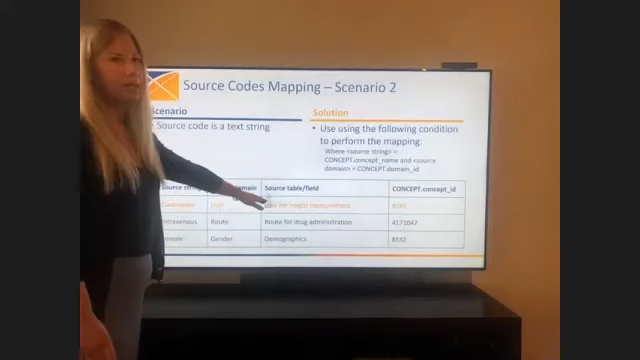 Source Codes Mapping – Scenario 2
Scenario
Solution
Source code is a text string
• Use using the following condition
to perform the mapping:
Where <source string> =
CONCEPT.concept_name and <source
domain> = CONCEPT.domain_id
Source string
Source table/field
CONCEPT.concept_id
Centimeter Unit Unit for height measurement 8582
Intravenous Route Route for drug administration 4171047
Female Gender Demographics 8532